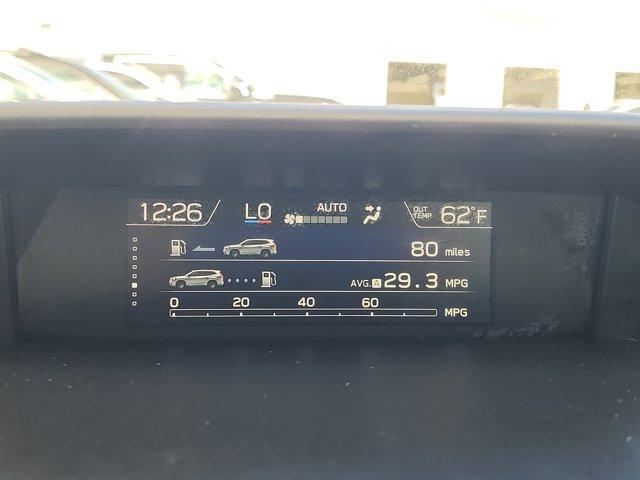 12:26 LO AUTO OUT TEMP 62°F
80 miles
AVG. A 29.3 MPG
0 20 40 60
MPG